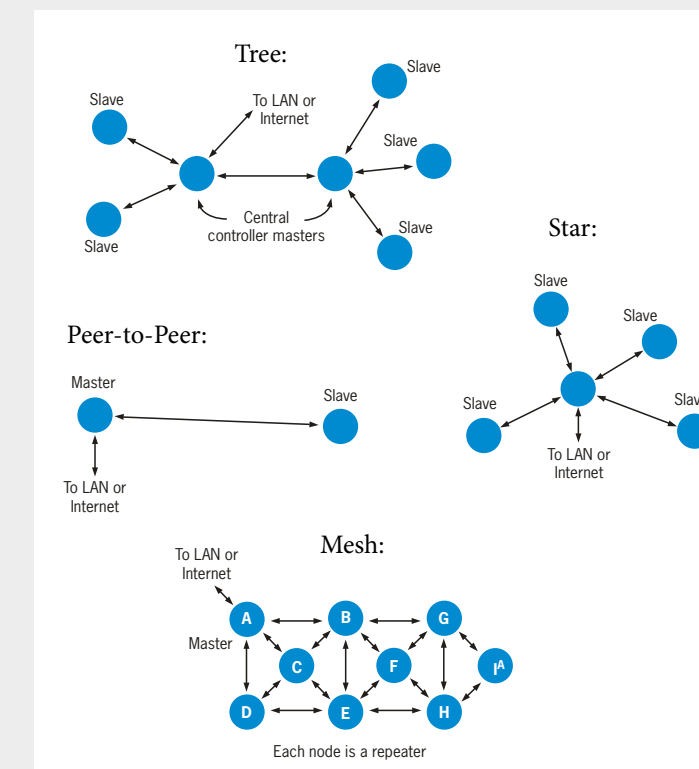 Tree:
Slave
Slave
To LAN or
Internet
Slave
Slave
Central
controller masters
Slave
Star:
Slave
Slave
Slave
Slav
To LAN or
Internet
Peer-to-Peer:
Master
Slave
To LAN or
Internet
Mesh:
To LAN or
Internet
A
B
G
Master
C
F
IA
D
E
H
Each node is a repeater